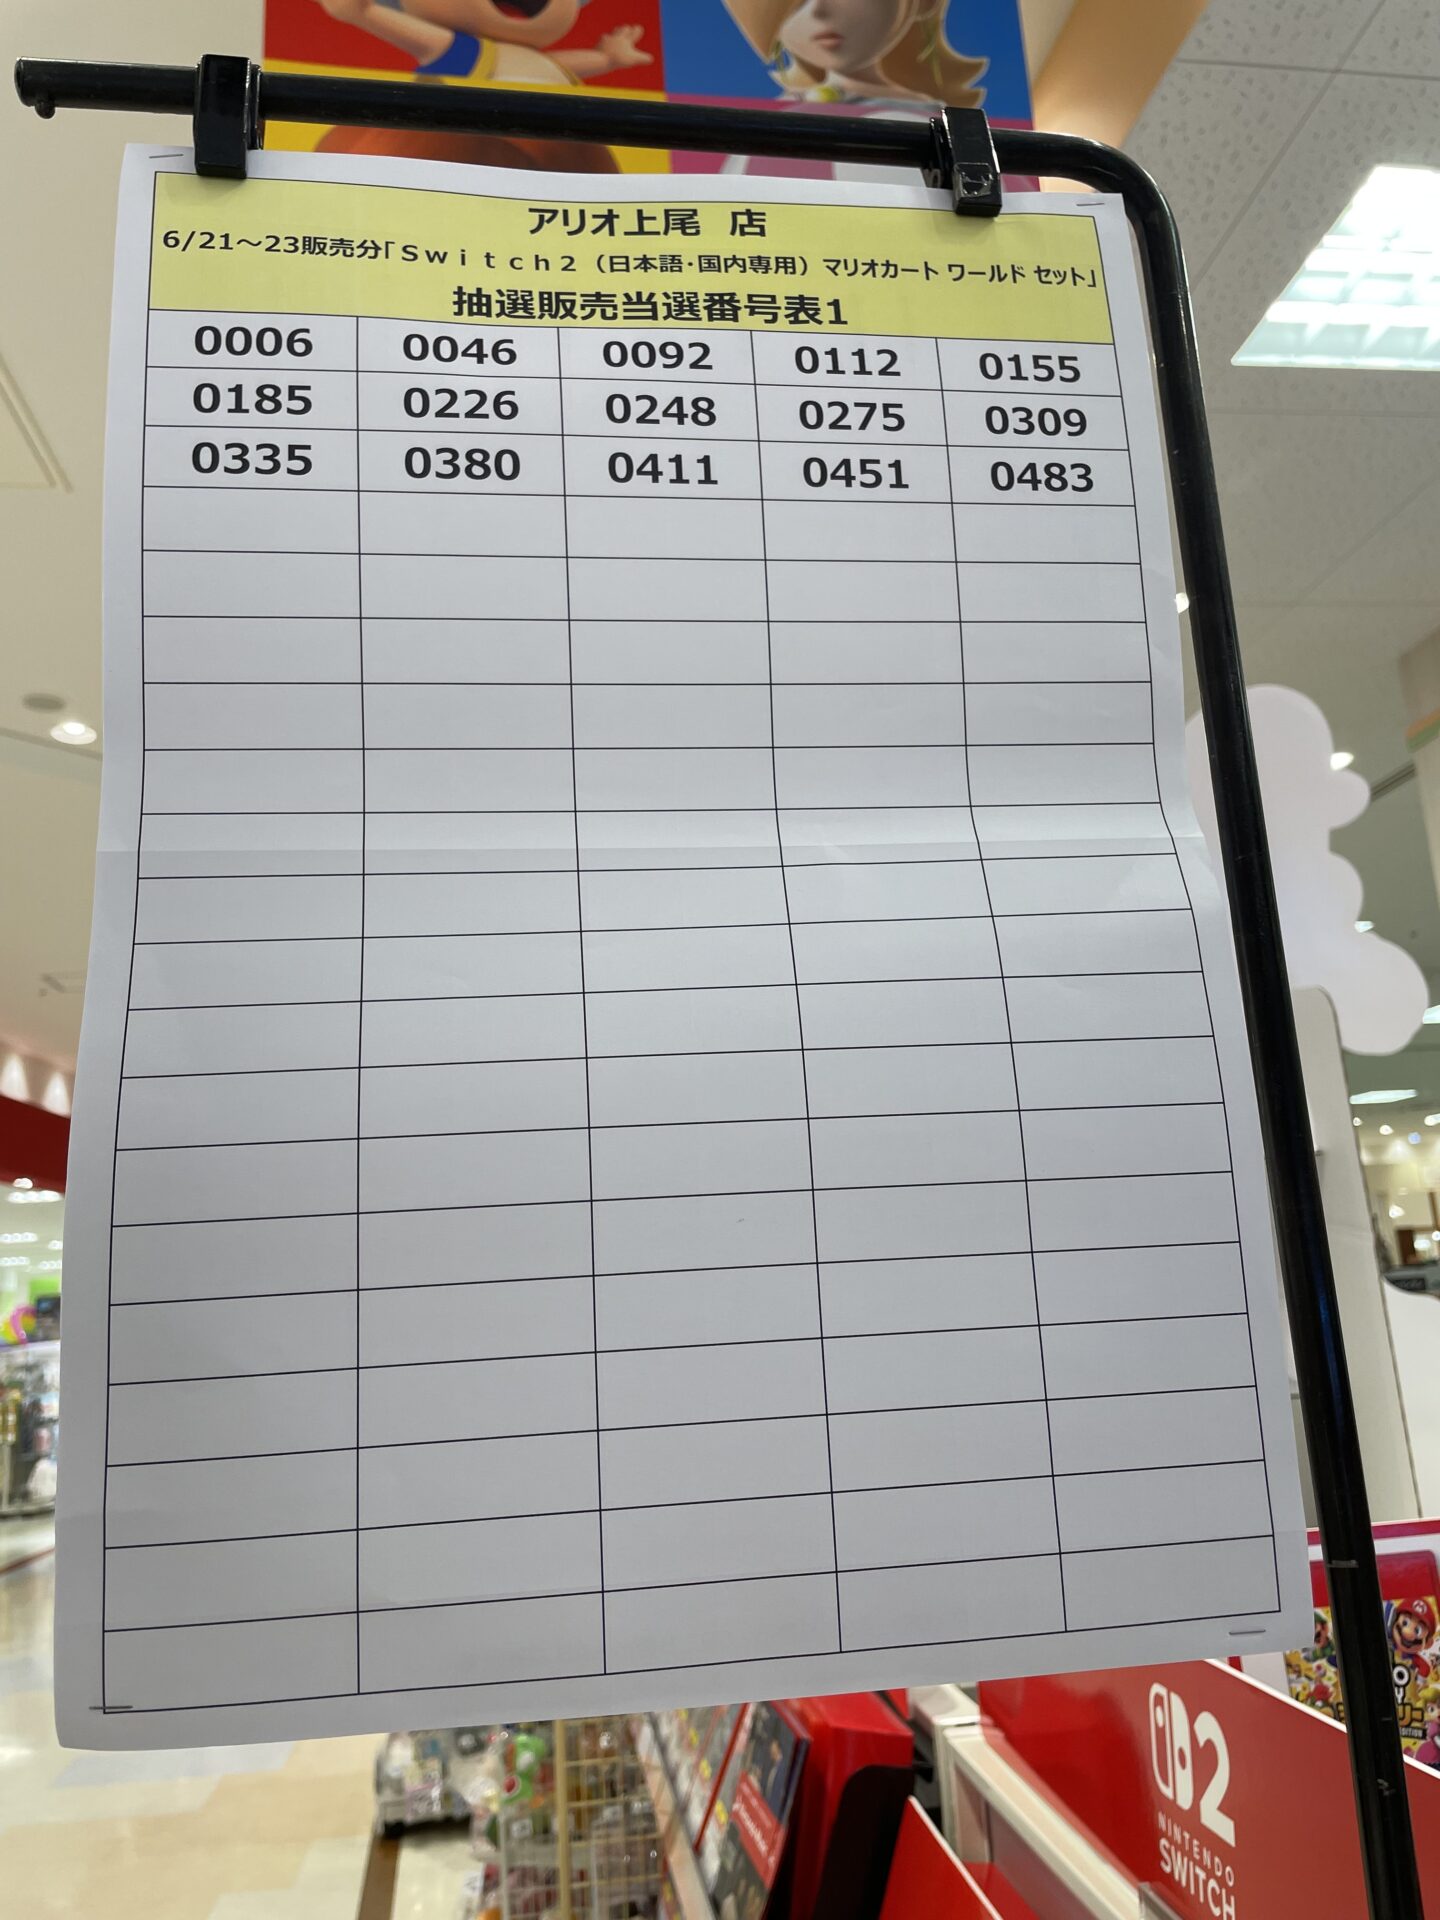 アリオ上尾 店
6/21～23販売分「Ｓｗｉｔｃｈ２（日本語・国内専用）マリオカート ワールド セット」
抽選販売当選番号表1
0006 0046 0092 0112 0155
0185 0226 0248 0275 0309
0335 0380 0411 0451 0483
2
NINTENDO
SWITCH